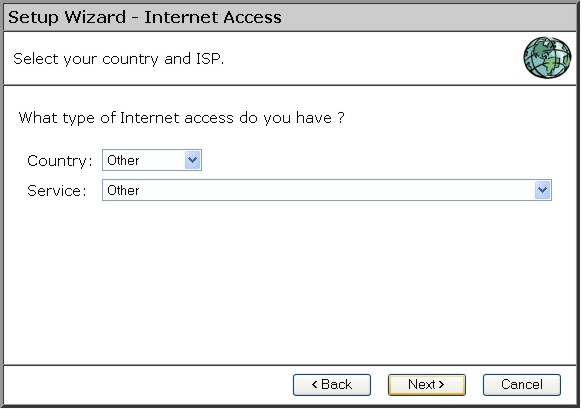 Setup Wizard - Internet Access
Select your country and ISP.
What type of Internet access do you have ?
Country: Other
Service: Other
< Back Next > Cancel